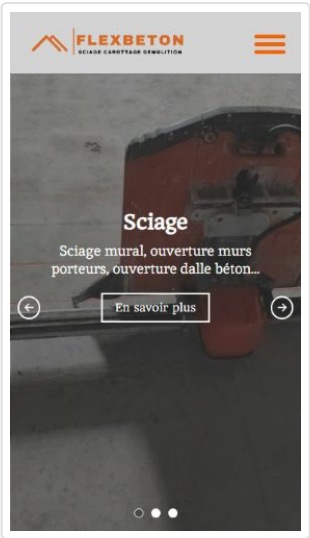 FLEXBETON
SCIAGE CAROTTAGE DEMOLITION
Sciage
Sciage mural, ouverture murs
porteurs, ouverture dalle béton...
En savoir plus